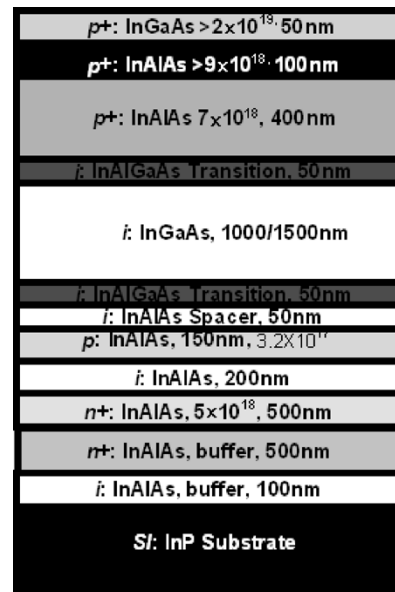 p+: InGaAs >2x10¹⁹· 50nm
p+: InAlAs >9x10¹⁸· 100nm
p+: InAlAs 7x10¹⁸, 400nm
i: InAlGaAs Transition, 50nm
i: InGaAs, 1000/1500nm
i: InAlGaAs Transition, 50nm
i: InAlAs Spacer, 50nm
p: InAlAs, 150nm, 3.2X10¹⁷
i: InAlAs, 200nm
n+: InAlAs, 5x10¹⁸, 500nm
n+: InAlAs, buffer, 500nm
i: InAlAs, buffer, 100nm
SI: InP Substrate